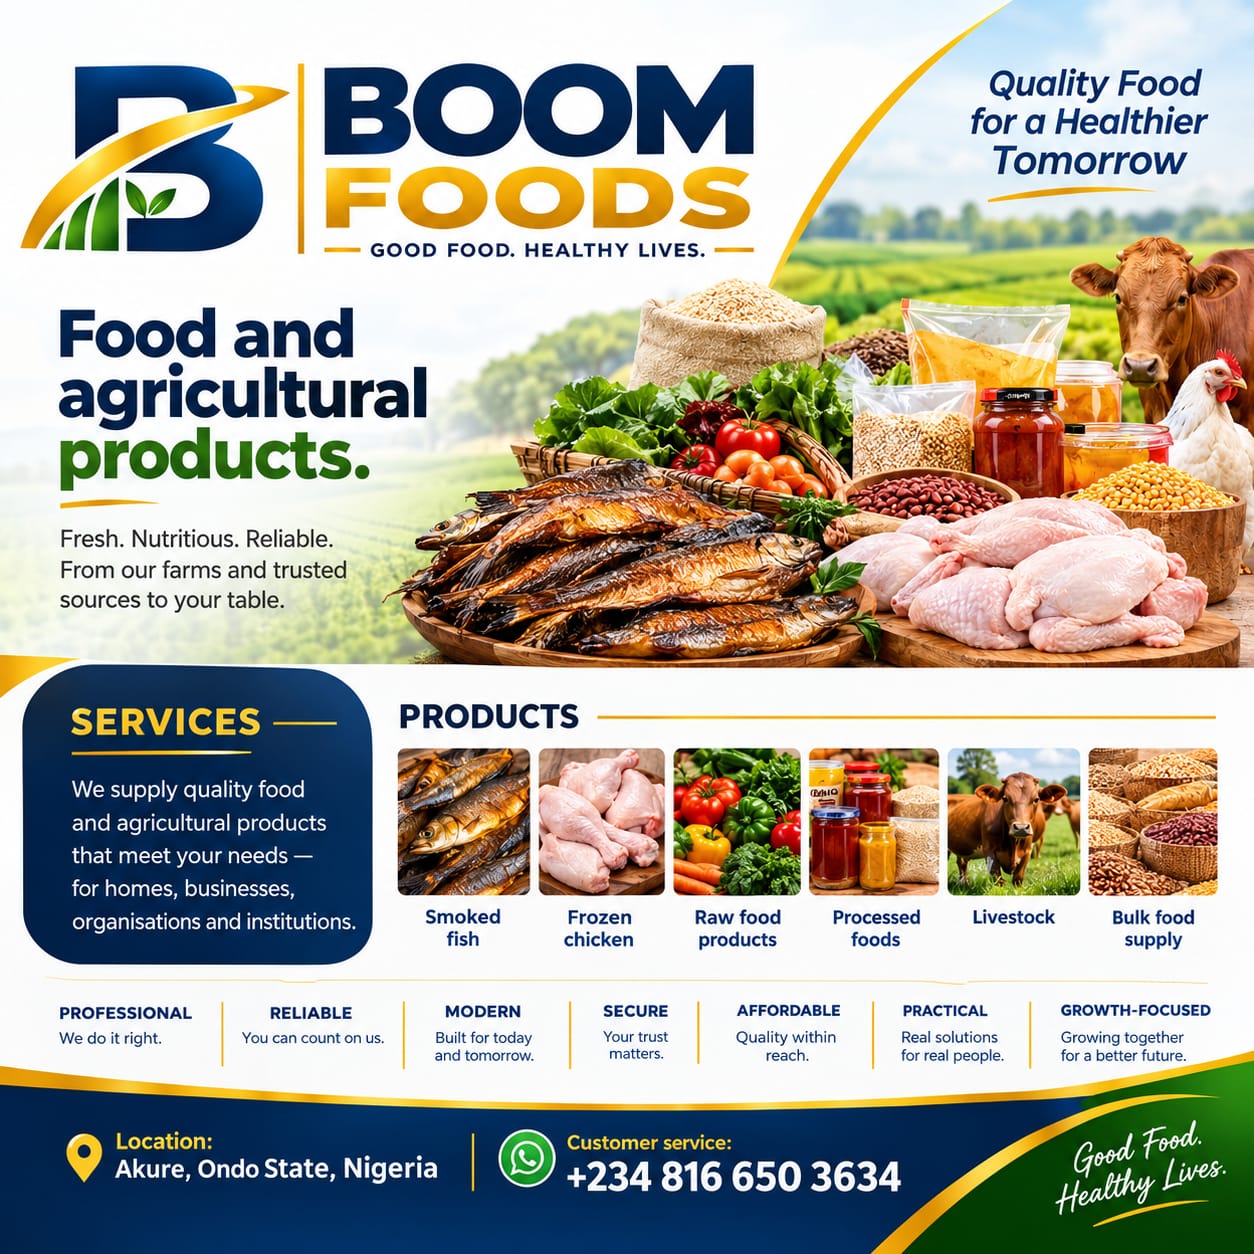 BOOM
FOODS
GOOD FOOD. HEALTHY LIVES.
Quality Food
for a Healthier
Tomorrow
Food and
agricultural
products.
Fresh. Nutritious. Reliable.
From our farms and trusted
sources to your table.
SERVICES
We supply quality food
and agricultural products
that meet your needs —
for homes, businesses,
organisations and institutions.
PRODUCTS
Smoked
fish
Frozen
chicken
Raw food
products
Processed
foods
Livestock
Bulk food
supply
PROFESSIONAL
We do it right.
RELIABLE
You can count on us.
MODERN
Built for today
and tomorrow.
SECURE
Your trust
matters.
AFFORDABLE
Quality within
reach.
PRACTICAL
Real solutions
for real people.
GROWTH-FOCUSED
Growing together
for a better future.
Location:
Akure, Ondo State, Nigeria
Customer service:
+234 816 650 3634
Good Food.
Healthy Lives.